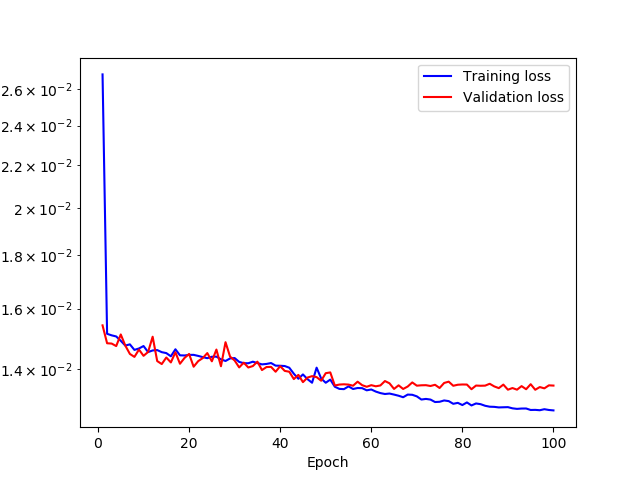 Training loss
Validation loss
2.6 × 10⁻²
2.4 × 10⁻²
2.2 × 10⁻²
2 × 10⁻²
1.8 × 10⁻²
1.6 × 10⁻²
1.4 × 10⁻²
0 20 40 60 80 100
Epoch